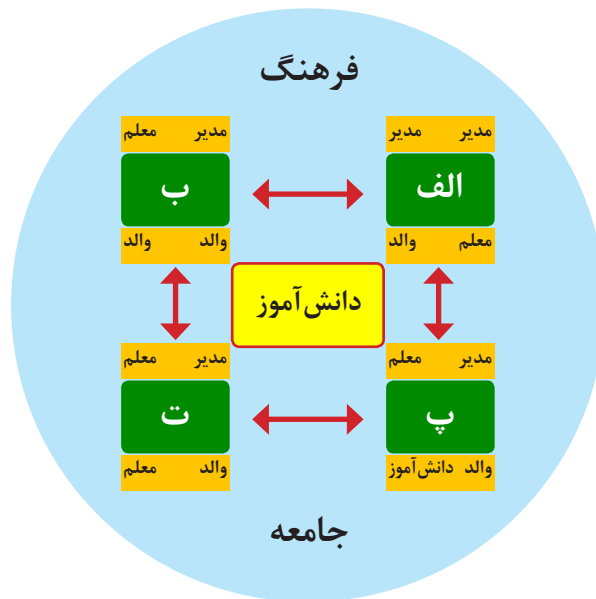 فرهنگ
مدیر مدیر
الف
معلم والد
مدیر معلم
ب
والد والد
دانش‌آموز
مدیر معلم
پ
والد دانش‌آموز
مدیر معلم
ت
والد معلم
جامعه